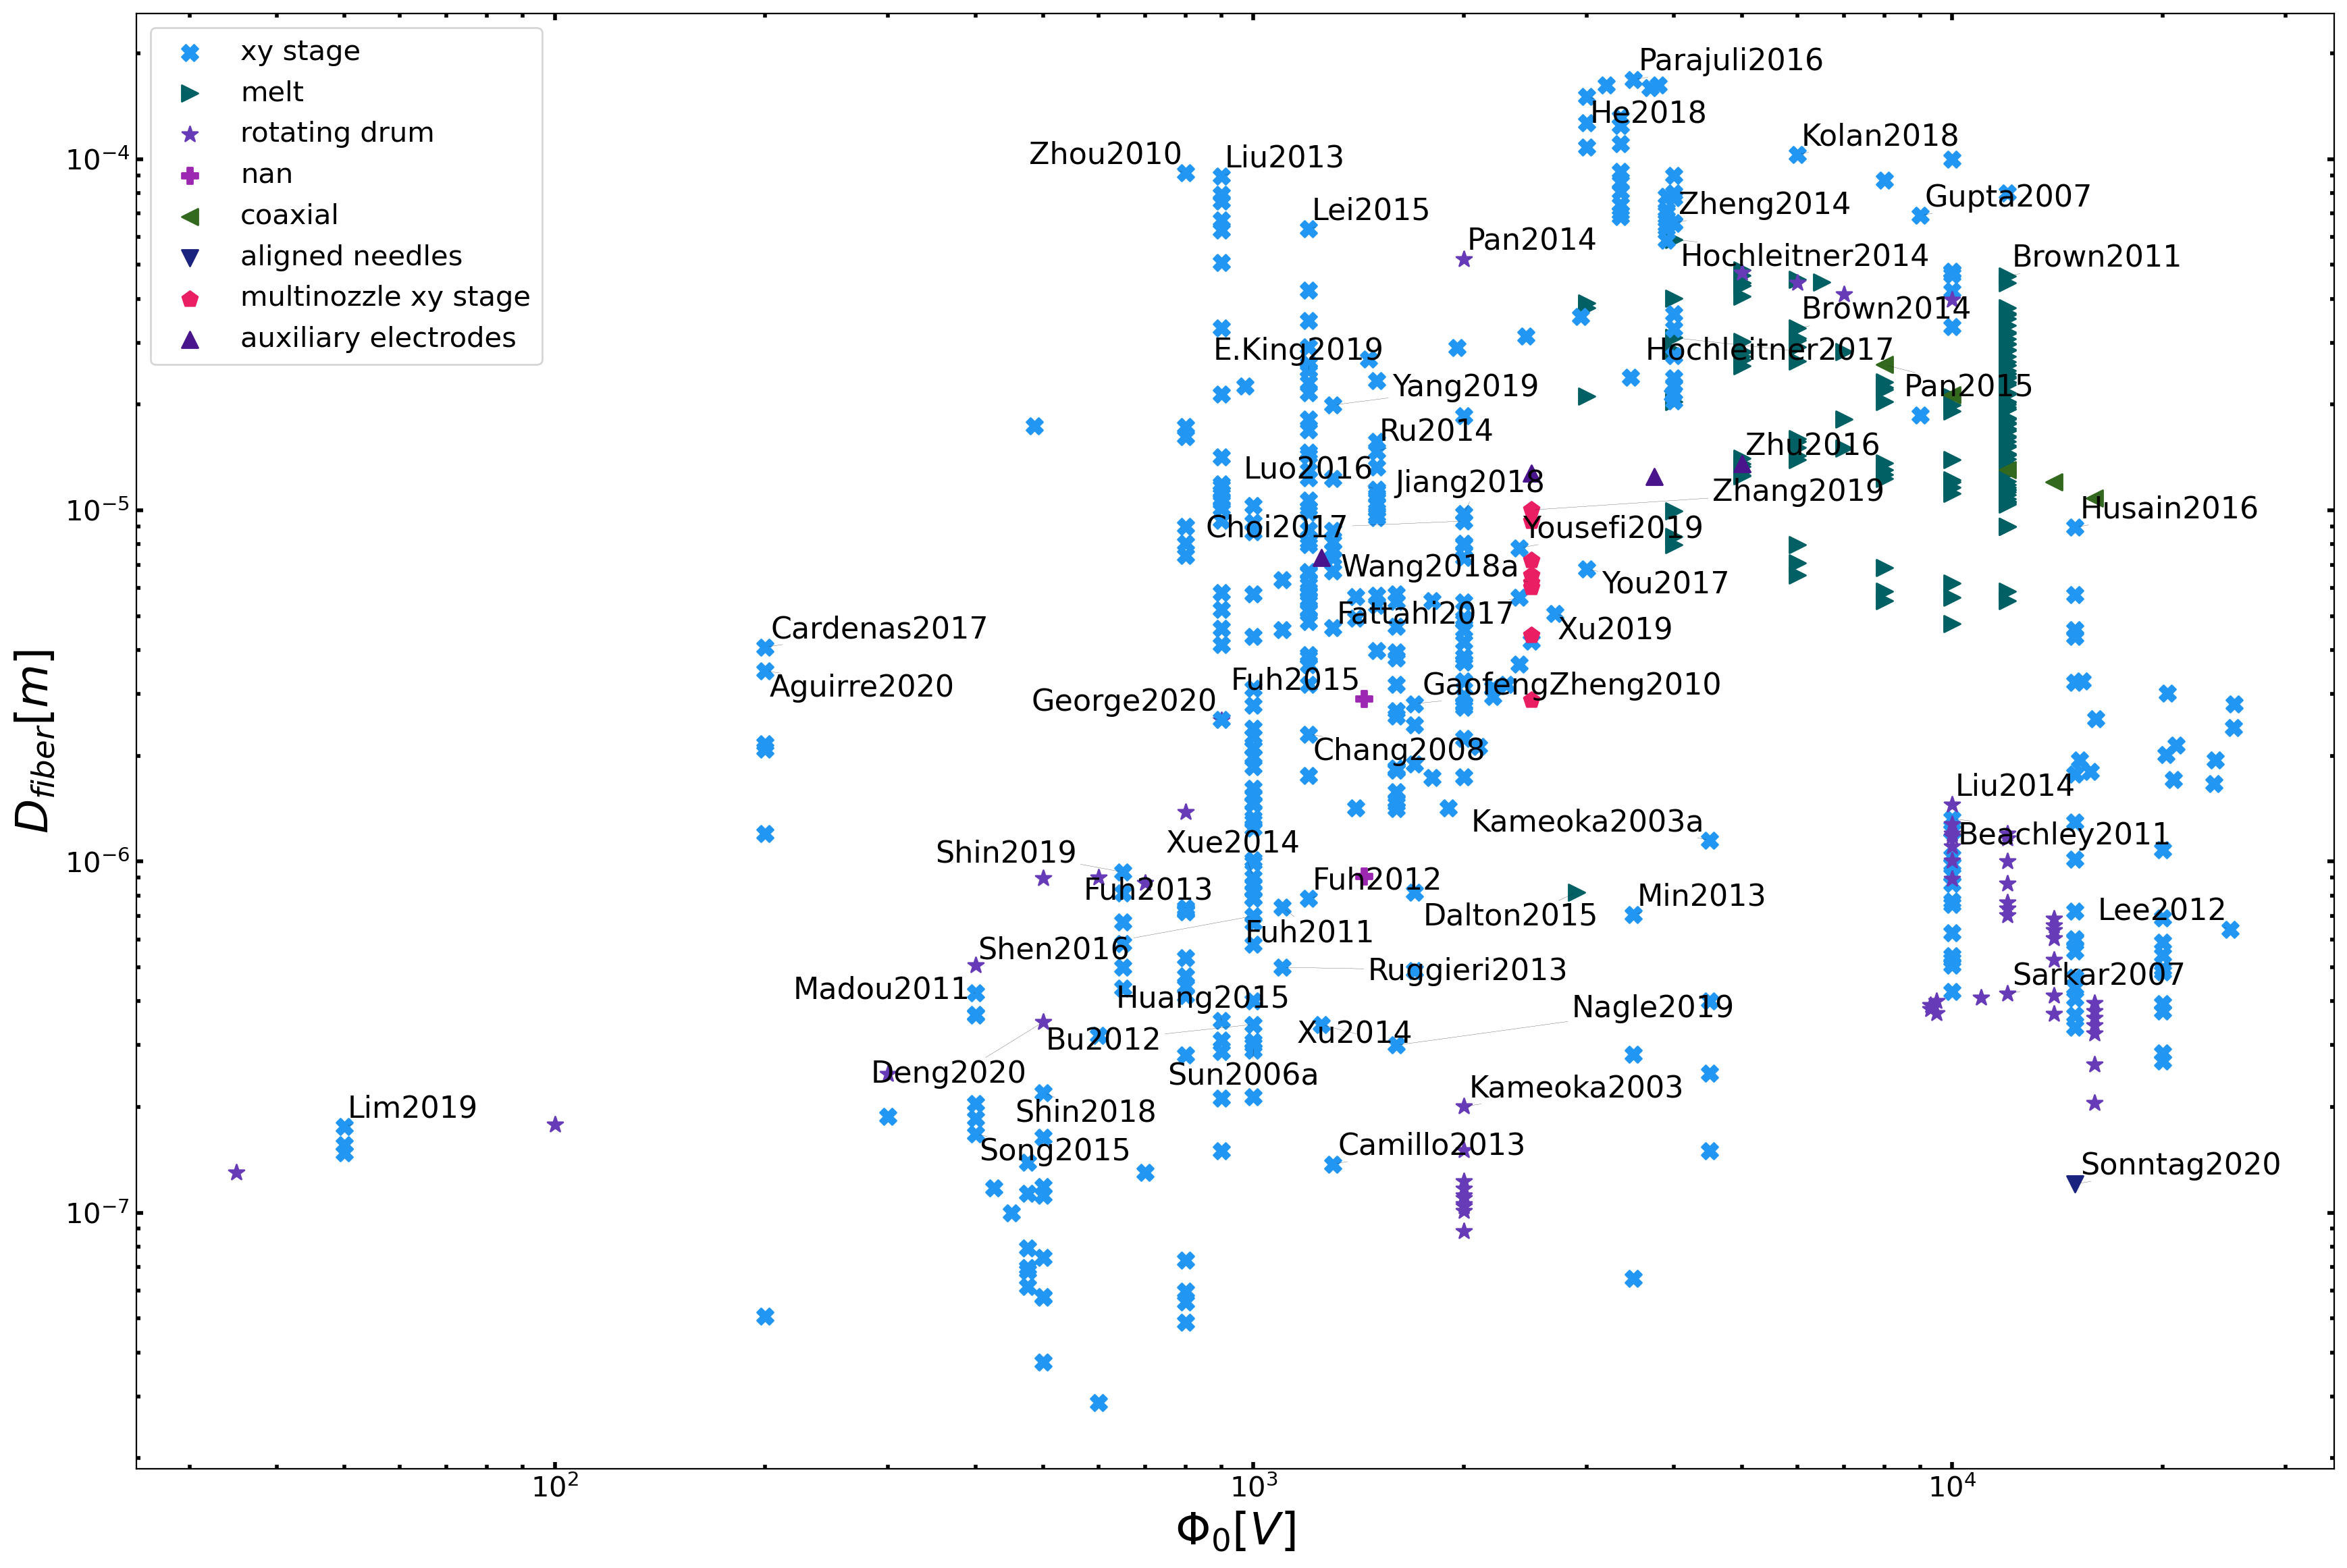 xy stage
melt
rotating drum
nan
coaxial
aligned needles
multinozzle xy stage
auxiliary electrodes
Parajuli2016
He2018
Kolan2018
Zhou2010
Liu2013
Gupta2007
Zheng2014
Lei2015
Pan2014
Hochleitner2014
Brown2011
Brown2014
E.King2019
Hochleitner2017
Yang2019
Pan2015
Ru2014
Zhu2016
Luo2016
Jiang2018
Zhang2019
Husain2016
Choi2017
Yousefi2019
Wang2018a
You2017
Fattahi2017
Cardenas2017
Xu2019
Aguirre2020
Fuh2015
GaofengZheng2010
George2020
Chang2008
Liu2014
Kameoka2003a
Beachley2011
Xue2014
Shin2019
Fuh2013
Fuh2012
Min2013
Dalton2015
Lee2012
Fuh2011
Shen2016
Ruggieri2013
Sarkar2007
Madou2011
Huang2015
Nagle2019
Bu2012
Xu2014
Deng2020
Sun2006a
Kameoka2003
Lim2019
Shin2018
Song2015
Camillo2013
Sonntag2020
10⁻⁴
10⁻⁵
10⁻⁶
10⁻⁷
D_fiber[m]
10²
10³
10⁴
Φ₀[V]